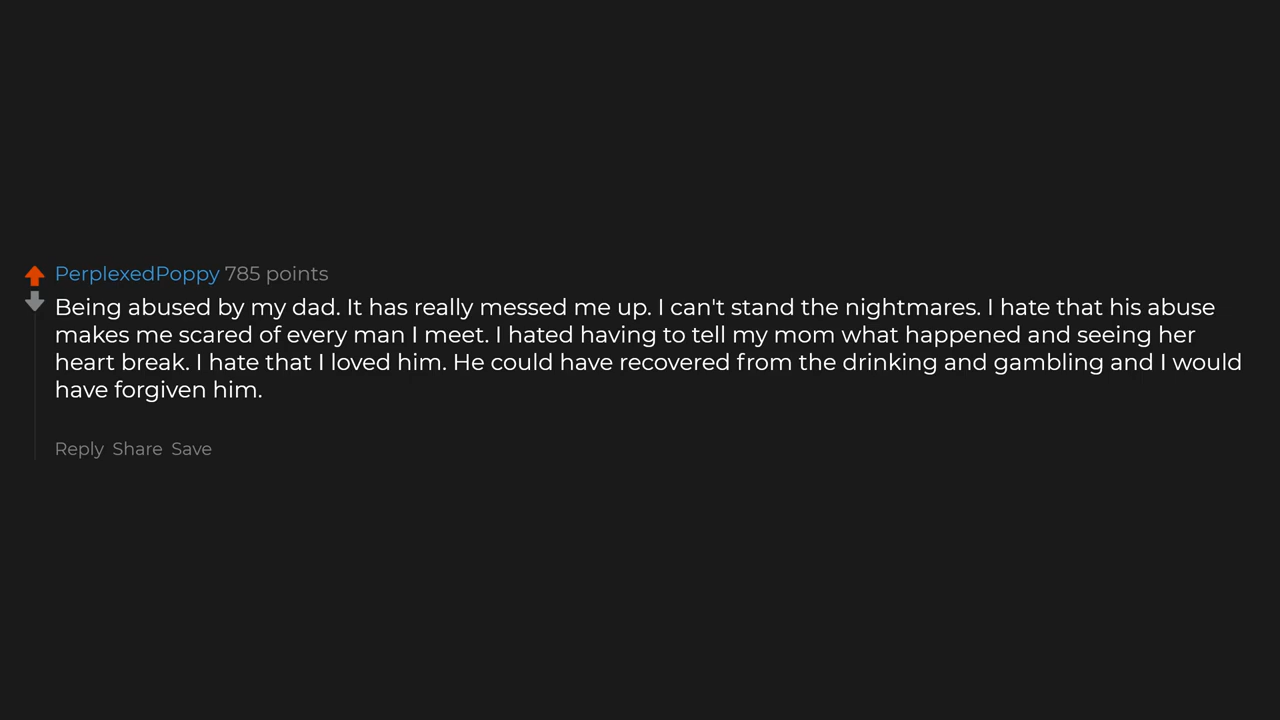 PerplexedPoppy 785 points
Being abused by my dad. It has really messed me up. I can't stand the nightmares. I hate that his abuse
makes me scared of every man I meet. I hated having to tell my mom what happened and seeing her
heart break. I hate that I loved him. He could have recovered from the drinking and gambling and I would
have forgiven him.
Reply Share Save